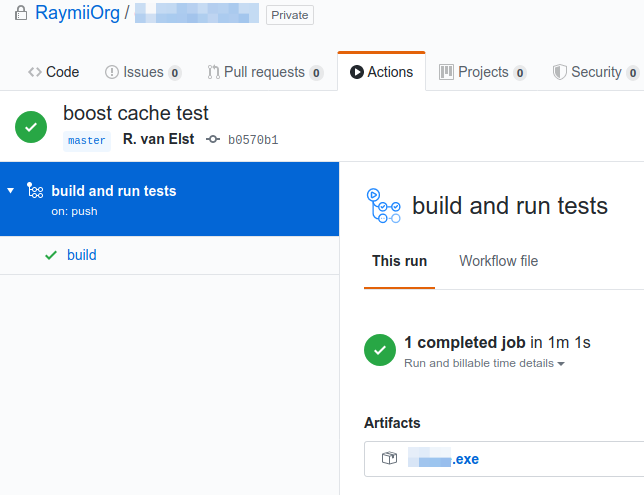 RaymiiOrg / Private
Code Issues 0 Pull requests 0 Actions Projects 0 Security 0
boost cache test
master R. van Elst b0570b1
build and run tests
on: push
build
build and run tests
This run Workflow file
1 completed job in 1m 1s
Run and billable time details
Artifacts
.exe